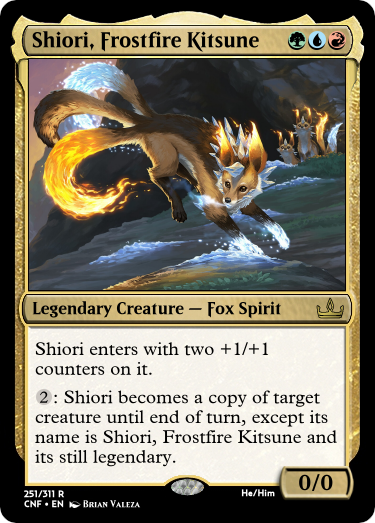 Shiori, Frostfire Kitsune
Legendary Creature — Fox Spirit
Shiori enters with two +1/+1
counters on it.
2: Shiori becomes a copy of target
creature until end of turn, except its
name is Shiori, Frostfire Kitsune and
its still legendary.
0/0
251/311 R
He/Him
CNF • EN Brian Valeza